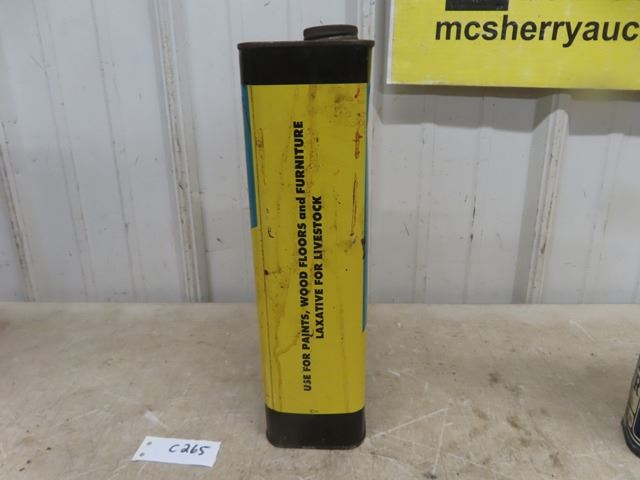 mcsherryauc
USE FOR PAINTS, WOOD FLOORS and FURNITURE
LAXATIVE FOR LIVESTOCK
C265